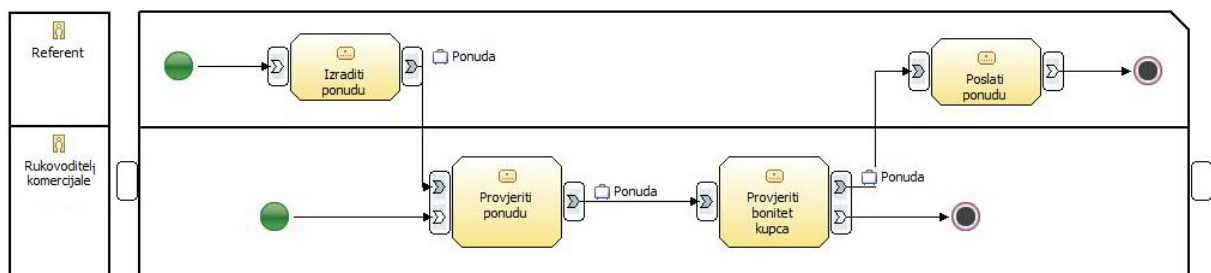 Referent
Izraditi
ponudu
Ponuda
Poslati
ponudu
Rukovoditelj
komercijale
Provjeriti
ponudu
Ponuda
Provjeriti
bonitet
kupca
Ponuda